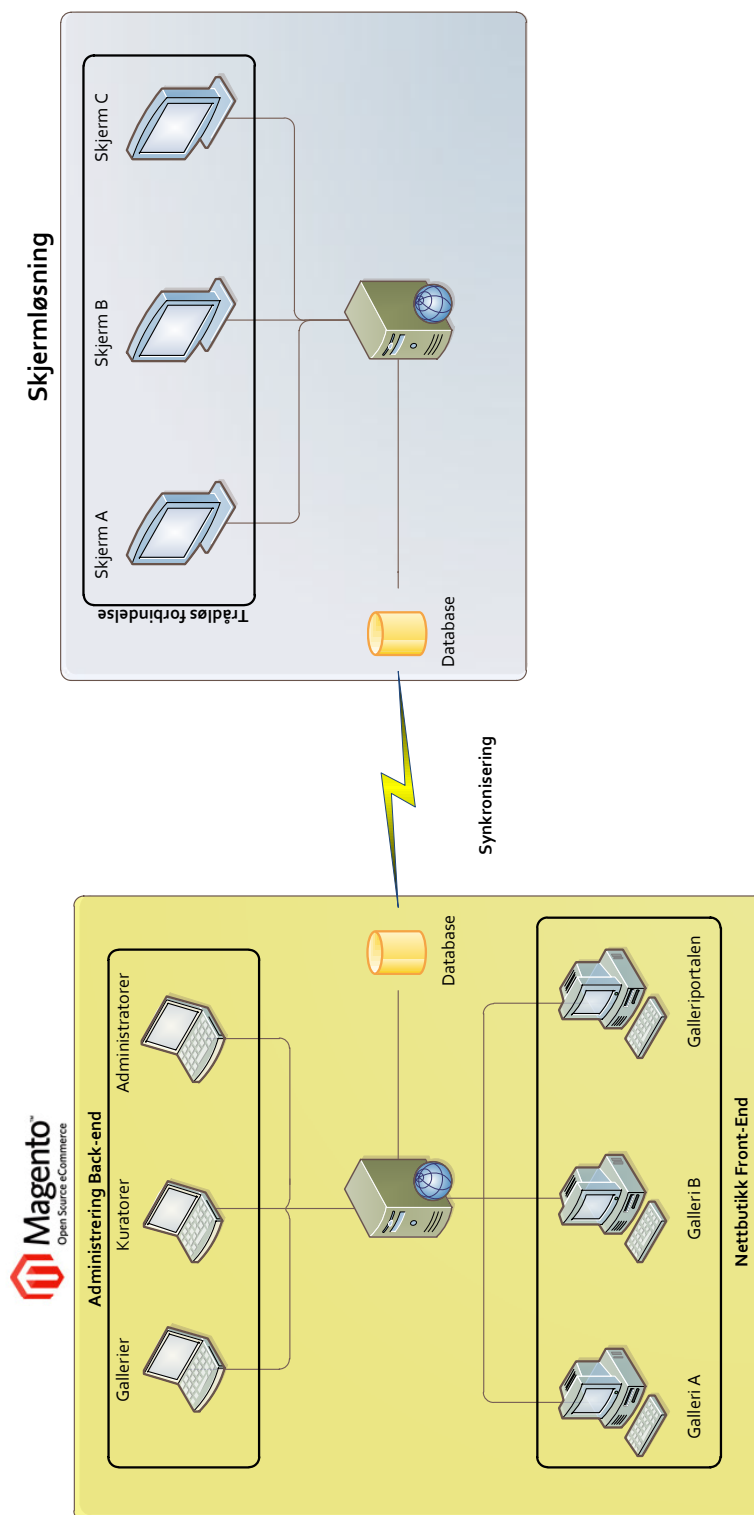 Magento™
Open Source eCommerce
Administrering Back-end
Gallerier
Kuratorer
Administratorer
Database
Galleri A
Galleri B
Galleriportalen
Nettbutikk Front-End
Synkronisering
Skjermløsning
Trådløs forbindelse
Skjerm A
Skjerm B
Skjerm C
Database